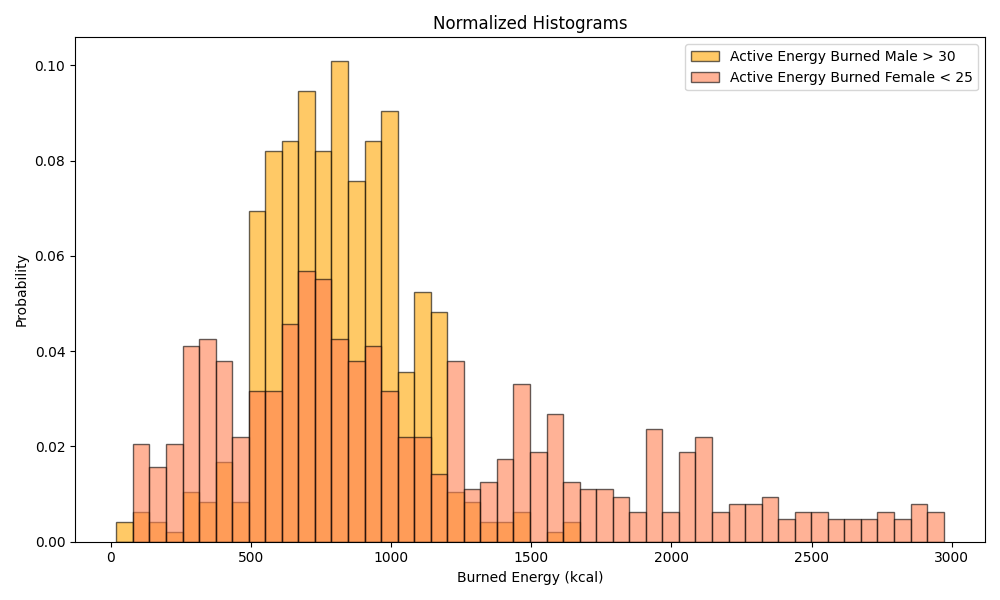 Normalized Histograms
Active Energy Burned Male > 30
Active Energy Burned Female < 25
Probability
0.10
0.08
0.06
0.04
0.02
0.00
0 500 1000 1500 2000 2500 3000
Burned Energy (kcal)